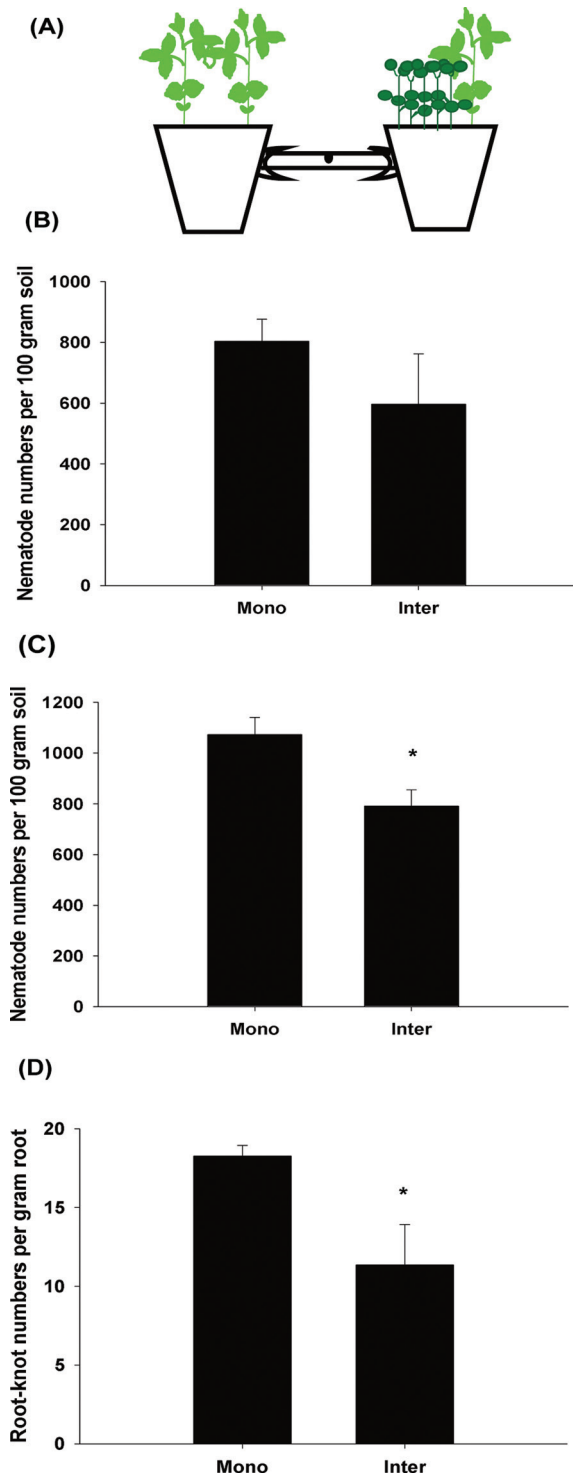 (A)
(B)
Nematode numbers per 100 gram soil
1000
800
600
400
200
0
Mono Inter
(C)
Nematode numbers per 100 gram soil
1200
1000
800
600
400
200
0
*
Mono Inter
(D)
Root-knot numbers per gram root
20
15
10
5
0
*
Mono Inter